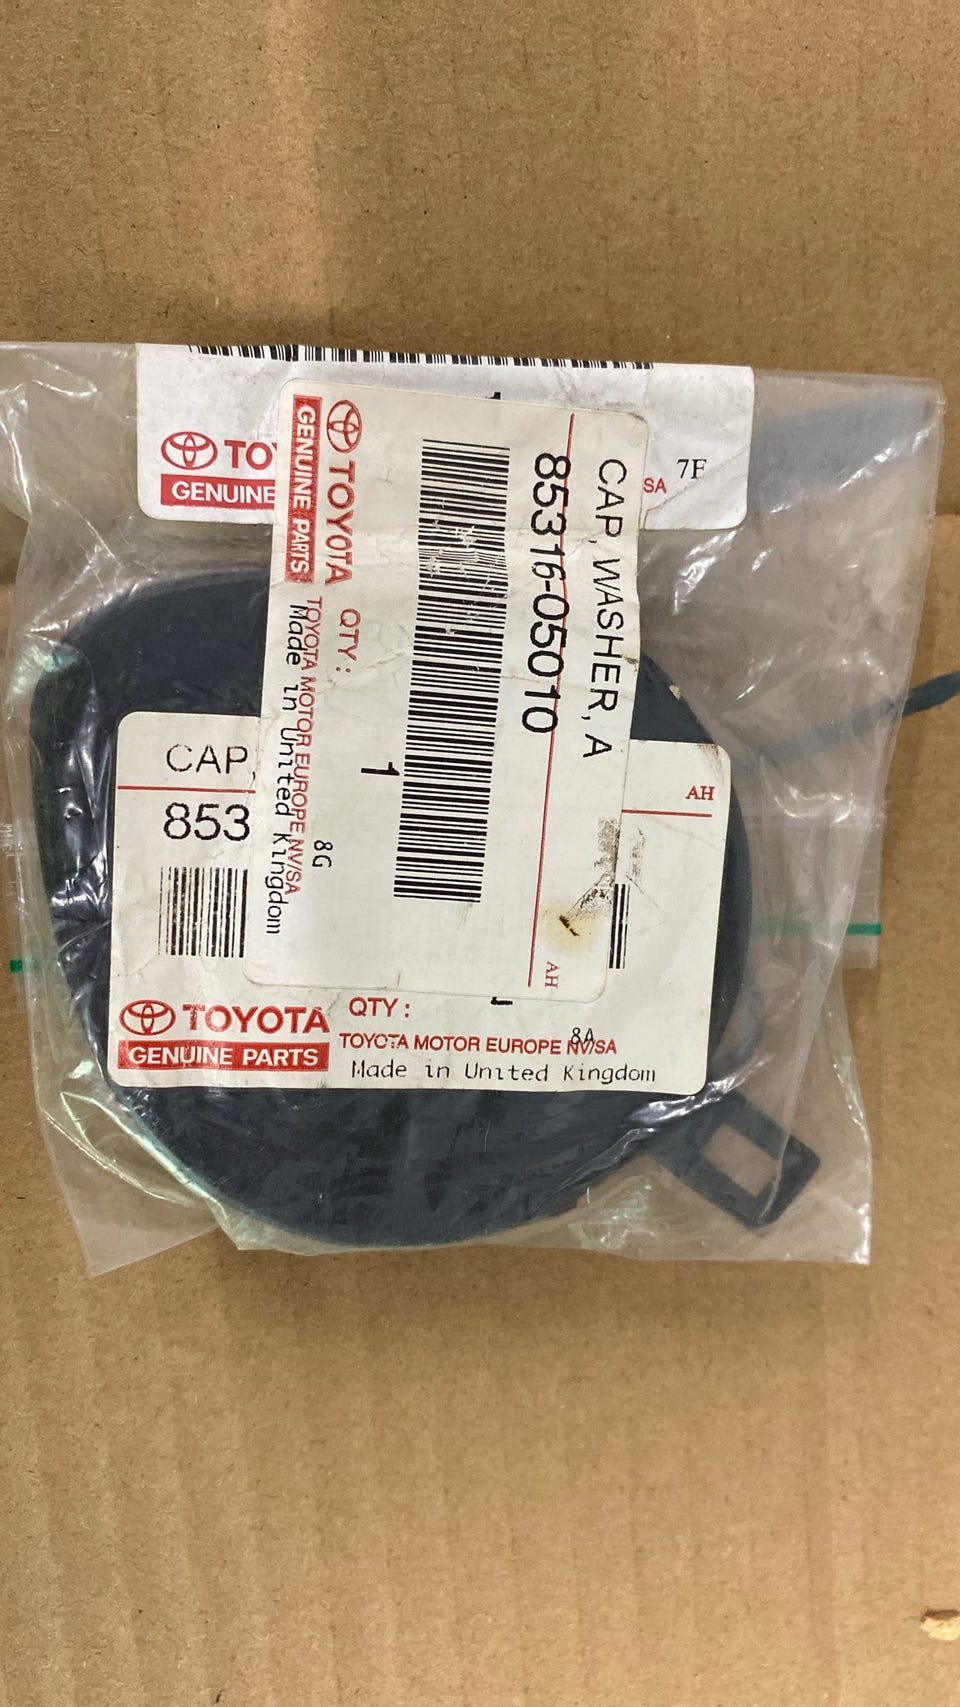 TO
GENUINE
SA
7F
CAP, WASHER, A
85316-05010
1
AH
TOYOTA
GENUINE PARTS
QTY :
TOYOTA MOTOR EUROPE NV/SA
Made in United Kingdom
8G
CAP,
853
AH
TOYOTA
GENUINE PARTS
QTY :
TOYOTA MOTOR EUROPE NV/SA
8A
Made in United Kingdom